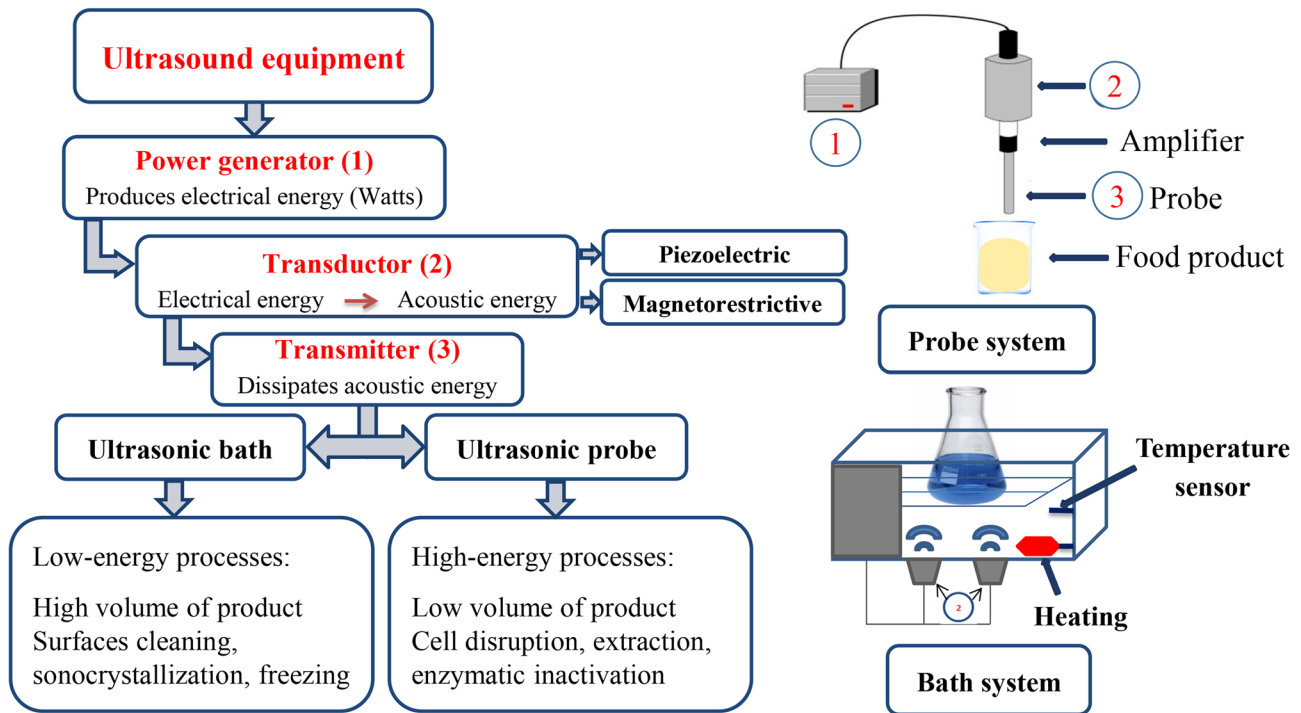 Ultrasound equipment
Power generator (1)
Produces electrical energy (Watts)
Transductor (2)
Electrical energy → Acoustic energy
Piezoelectric
Magnetorestrictive
Transmitter (3)
Dissipates acoustic energy
Ultrasonic bath
Ultrasonic probe
Low-energy processes:
High volume of product
Surfaces cleaning,
sonocrystallization, freezing
High-energy processes:
Low volume of product
Cell disruption, extraction,
enzymatic inactivation
1
2
Amplifier
3 Probe
Food product
Probe system
Temperature
sensor
Heating
2
Bath system